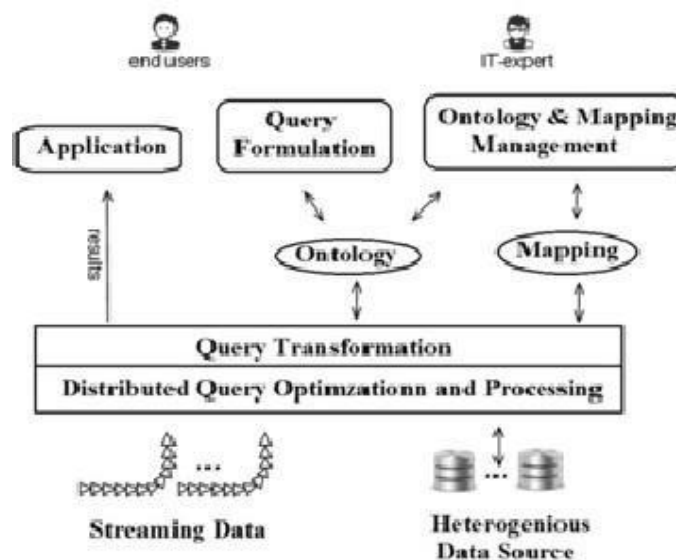 end users
IT-expert
Application
Query
Formulation
Ontology & Mapping
Management
results
Ontology
Mapping
Query Transformation
Distributed Query Optimzationn and Processing
...
...
Streaming Data
Heterogenious
Data Source